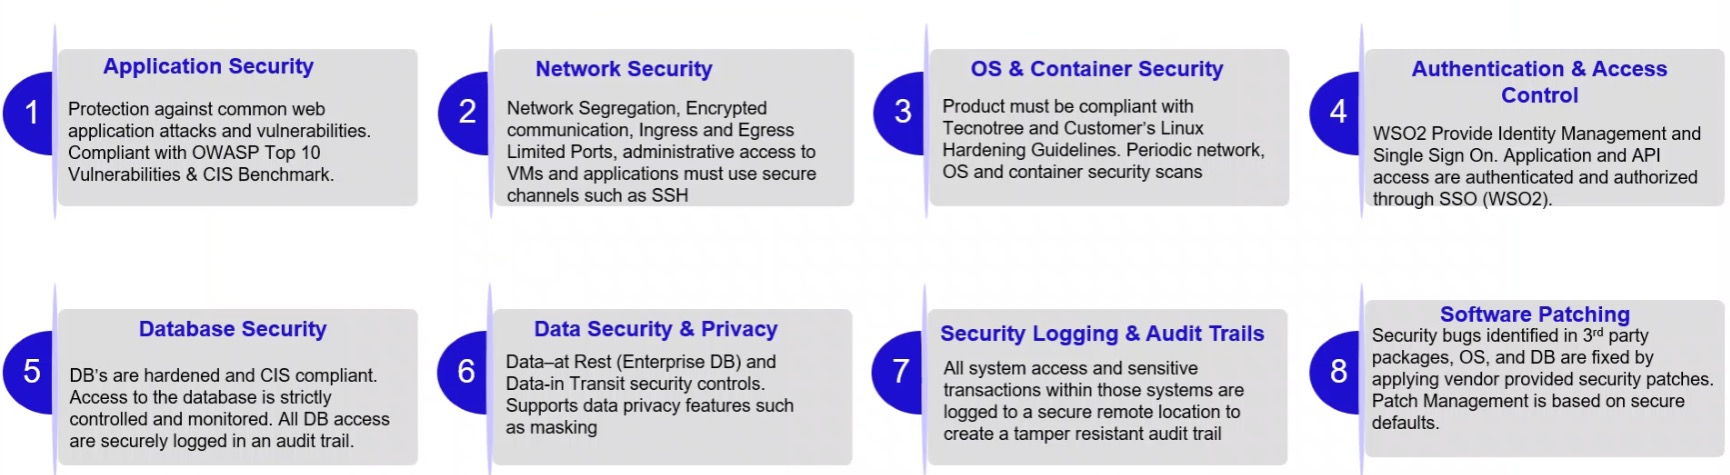 1
Application Security
Protection against common web
application attacks and vulnerabilities.
Compliant with OWASP Top 10
Vulnerabilities & CIS Benchmark.
2
Network Security
Network Segregation, Encrypted
communication, Ingress and Egress
Limited Ports, administrative access to
VMs and applications must use secure
channels such as SSH
3
OS & Container Security
Product must be compliant with
Tecnotree and Customer's Linux
Hardening Guidelines. Periodic network,
OS and container security scans
4
Authentication & Access
Control
WSO2 Provide Identity Management and
Single Sign On. Application and API
access are authenticated and authorized
through SSO (WSO2).
5
Database Security
DB's are hardened and CIS compliant.
Access to the database is strictly
controlled and monitored. All DB access
are securely logged in an audit trail.
6
Data Security & Privacy
Data–at Rest (Enterprise DB) and
Data-in Transit security controls.
Supports data privacy features such
as masking
7
Security Logging & Audit Trails
All system access and sensitive
transactions within those systems are
logged to a secure remote location to
create a tamper resistant audit trail
8
Software Patching
Security bugs identified in 3rd party
packages, OS, and DB are fixed by
applying vendor provided security patches.
Patch Management is based on secure
defaults.